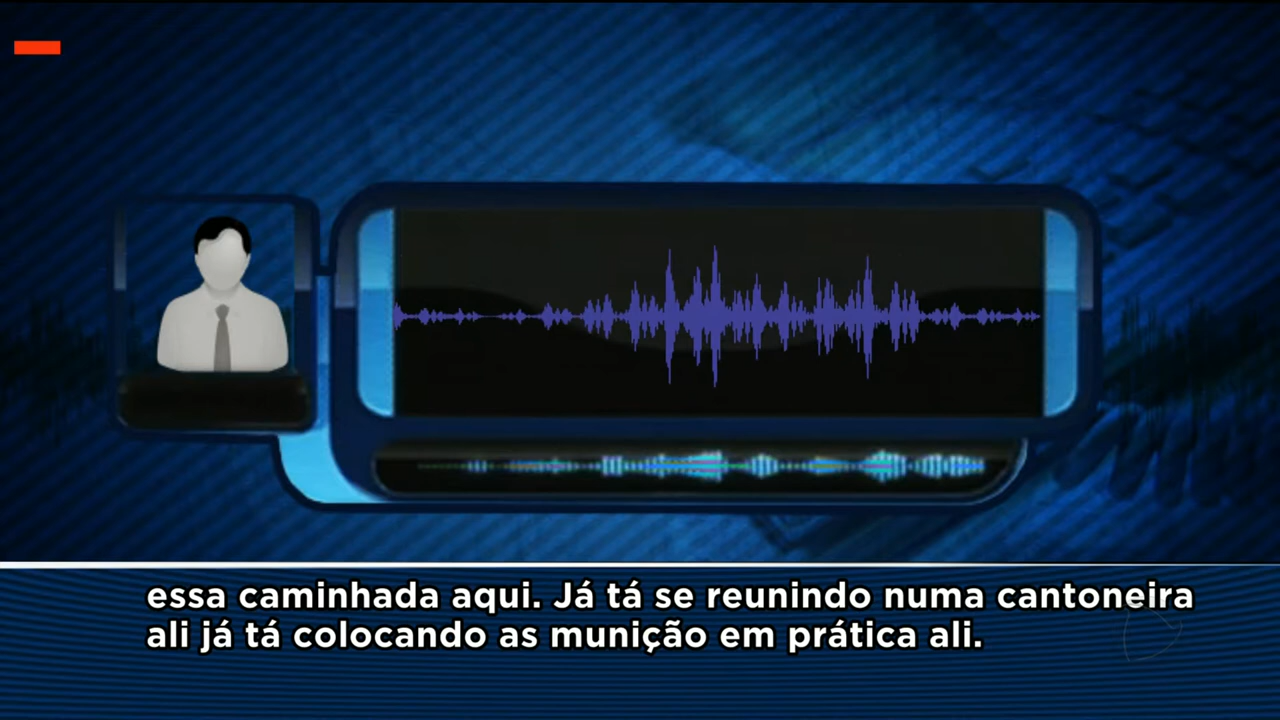 essa caminhada aqui. Já tá se reunindo numa cantoneira
ali já tá colocando as munição em prática ali.